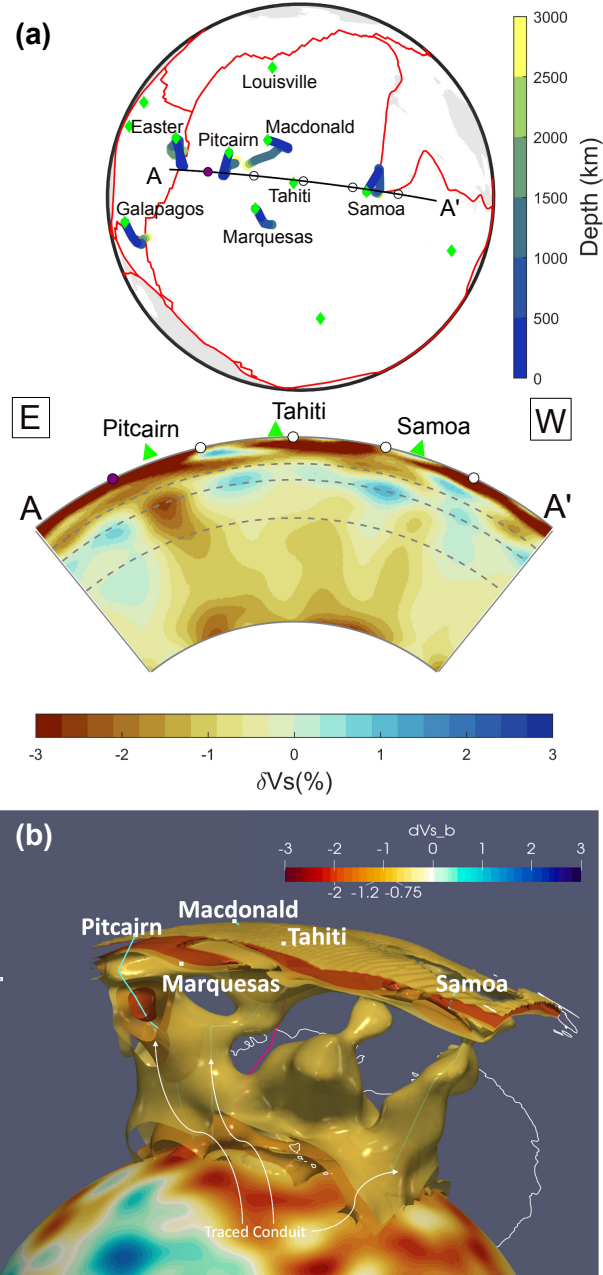 (a)
Louisville
Easter
Pitcairn
Macdonald
A
Tahiti
Samoa
A'
Galapagos
Marquesas
3000
2500
2000
1500
1000
500
0
Depth (km)
E
Pitcairn
Tahiti
Samoa
W
A
A'
-3 -2 -1 0 1 2 3
δVs(%)
(b)
dVs_b
-3 -2 -1 0 1 2 3
-2 -1.2 -0.75
Macdonald
Pitcairn
Tahiti
Marquesas
Samoa
Traced Conduit